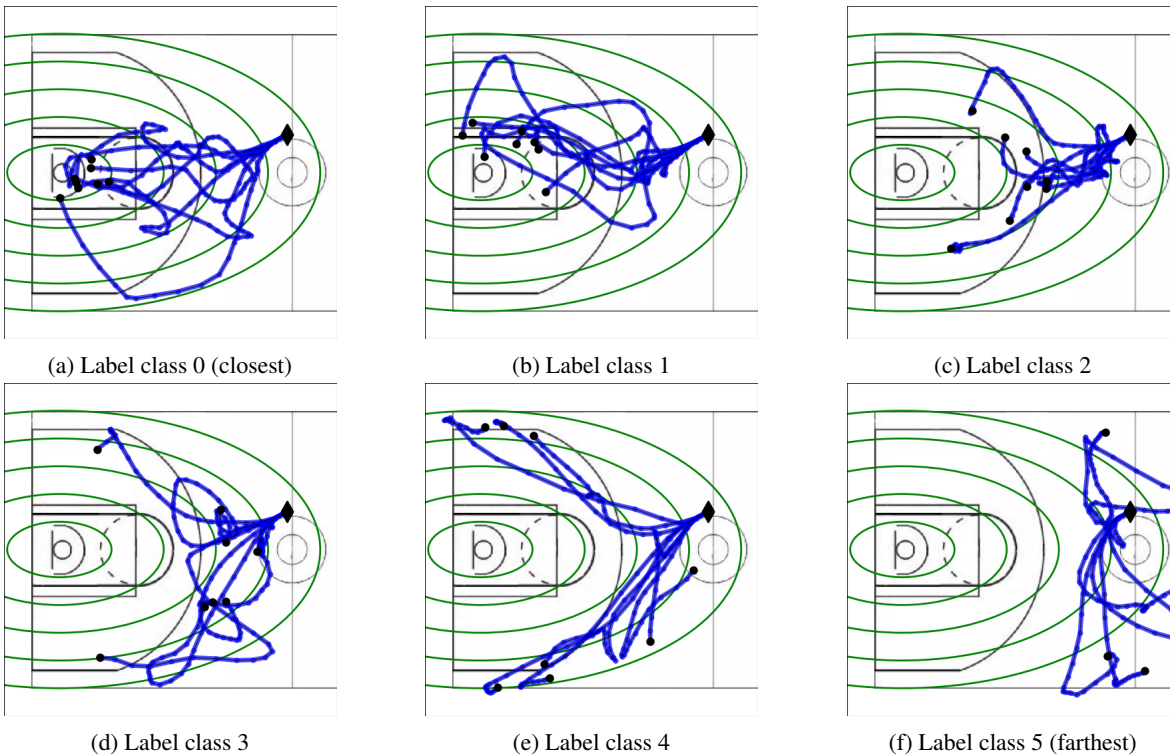 (a) Label class 0 (closest)
(b) Label class 1
(c) Label class 2
(d) Label class 3
(e) Label class 4
(f) Label class 5 (farthest)